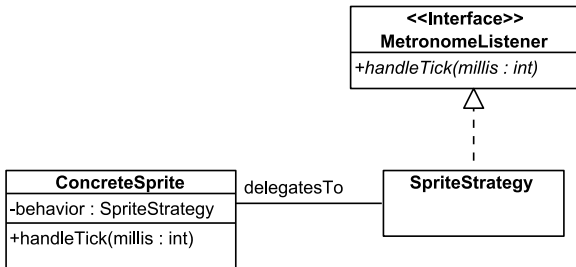 <<Interface>>
MetronomeListener
+handleTick(millis : int)
ConcreteSprite
-behavior : SpriteStrategy
+handleTick(millis : int)
delegatesTo
SpriteStrategy